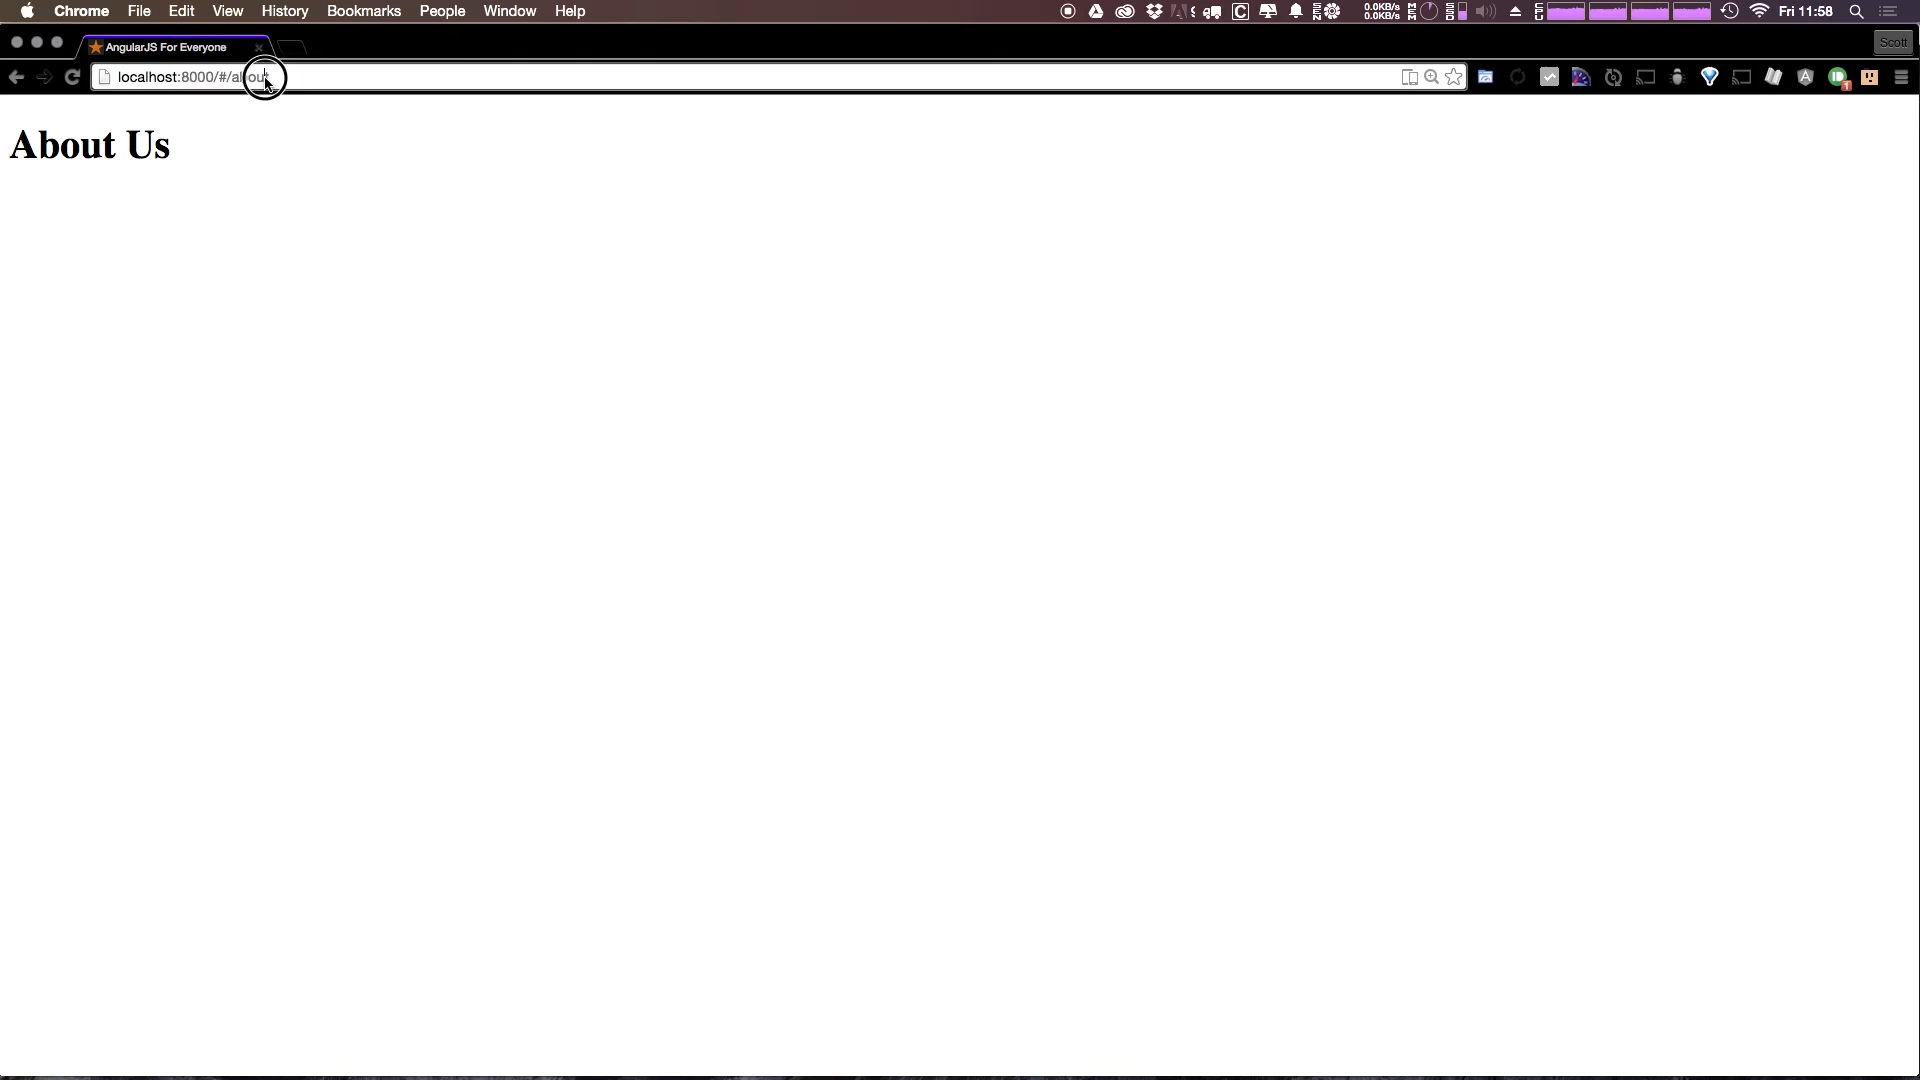 Chrome File Edit View History Bookmarks People Window Help 0.0KB/s 0.0KB/s Fri 11:58
AngularJS For Everyone Scott
localhost:8000/#/about
About Us